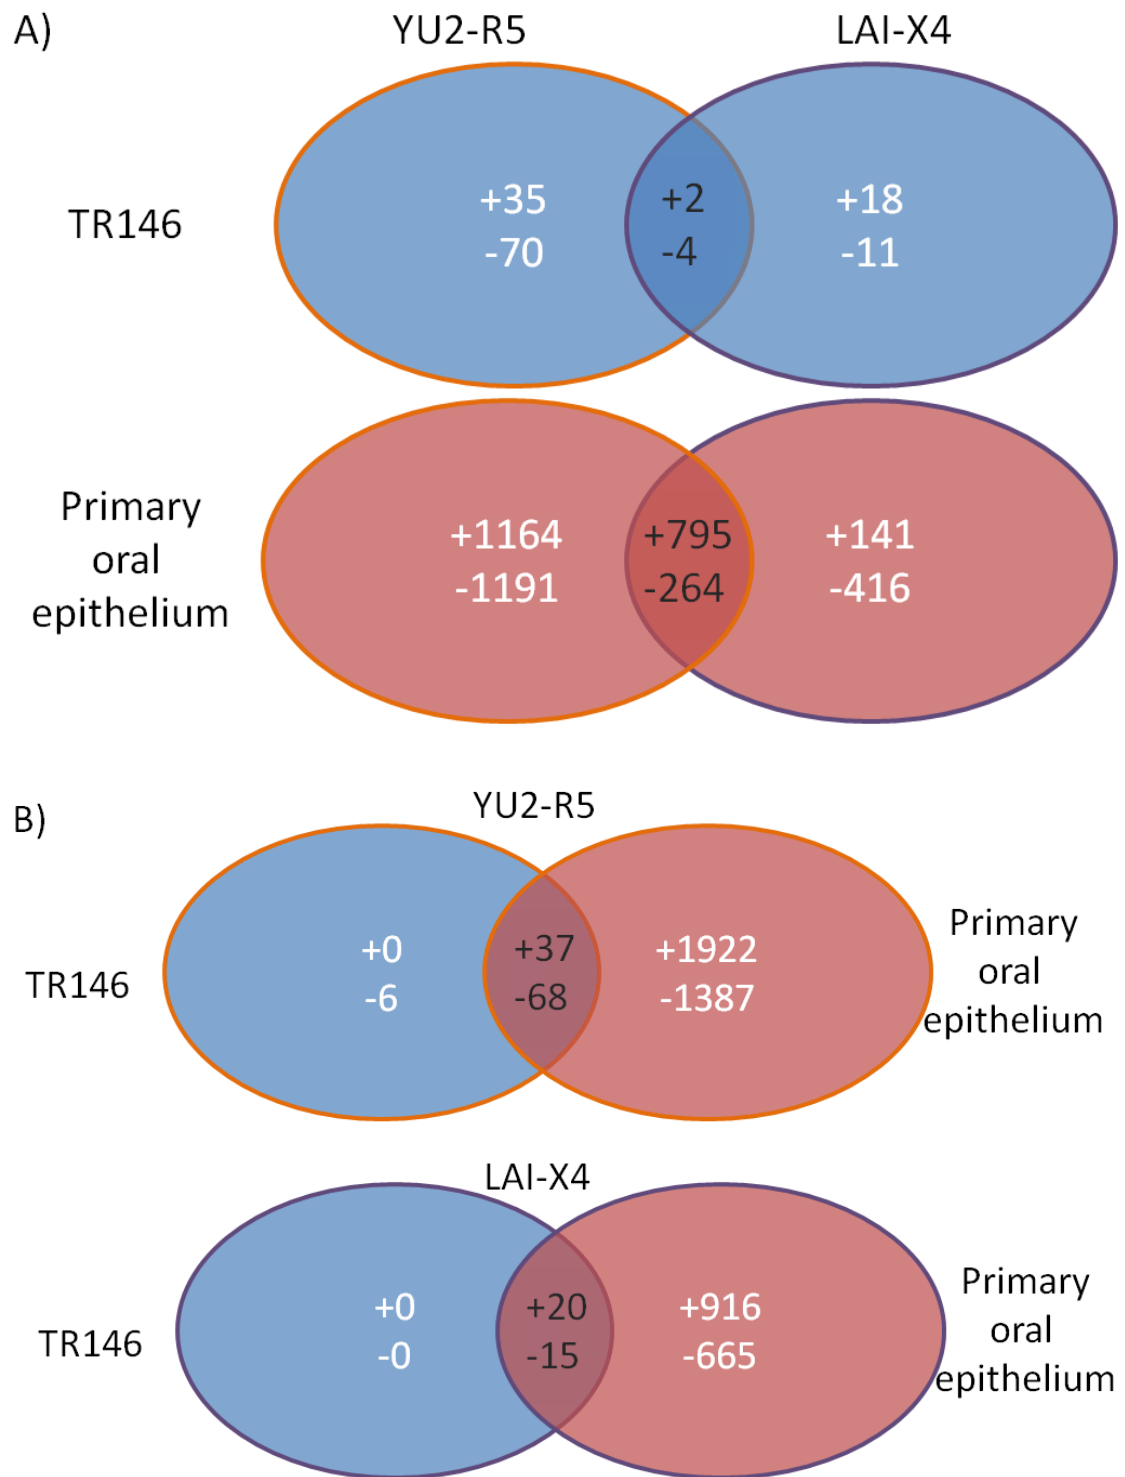 A)
YU2-R5
LAI-X4
TR146
+35
-70
+2
-4
+18
-11
Primary
oral
epithelium
+1164
-1191
+795
-264
+141
-416
B)
YU2-R5
TR146
+0
-6
+37
-68
+1922
-1387
Primary
oral
epithelium
LAI-X4
TR146
+0
-0
+20
-15
+916
-665
Primary
oral
epithelium